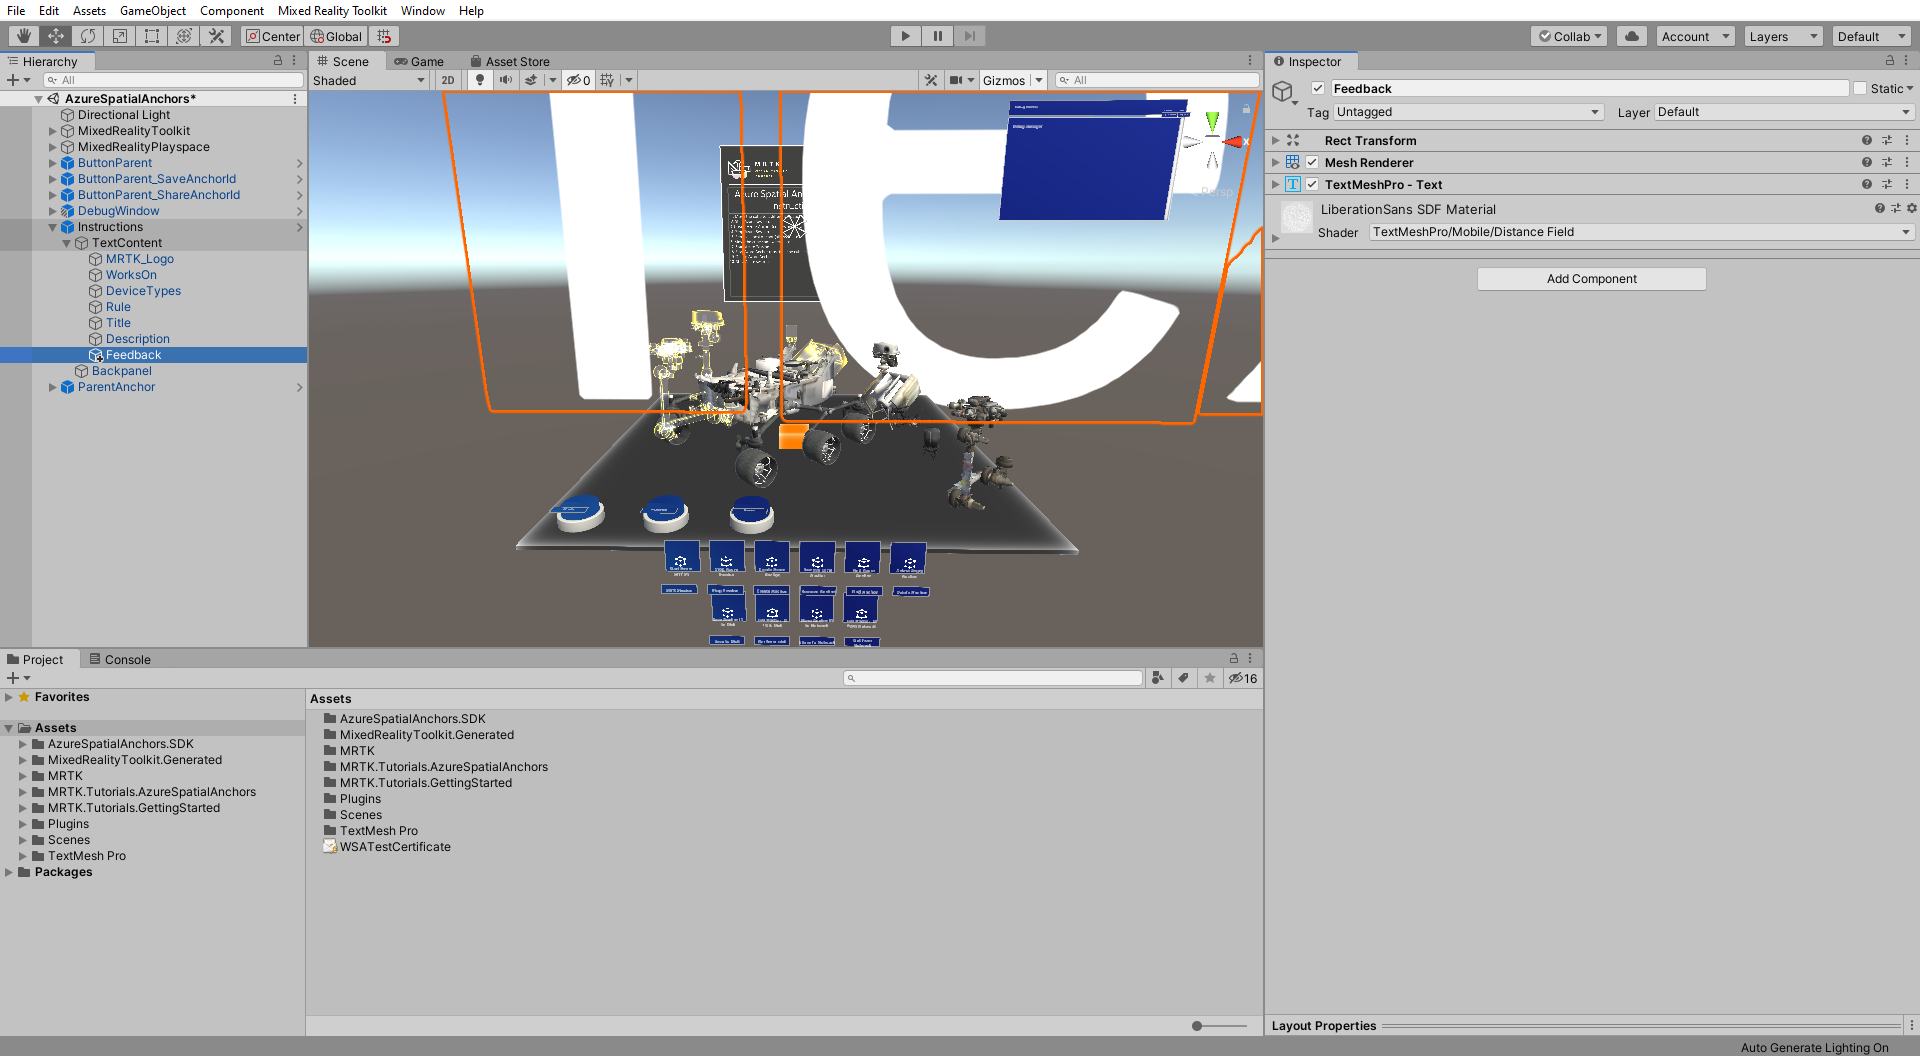 File Edit Assets GameObject Component Mixed Reality Toolkit Window Help
Center Global Collab Account Layers Default
Hierarchy
All
AzureSpatialAnchors*
Directional Light
MixedRealityToolkit
MixedRealityPlayspace
ButtonParent
ButtonParent_SaveAnchorId
ButtonParent_ShareAnchorId
DebugWindow
Instructions
TextContent
MRTK_Logo
WorksOn
DeviceTypes
Rule
Title
Description
Feedback
Backpanel
ParentAnchor
Scene Game Asset Store
Shaded 2D 0 Gizmos All
MRTK
Persp
Inspector
Feedback Static
Tag Untagged Layer Default
Rect Transform
Mesh Renderer
TextMeshPro - Text
LiberationSans SDF Material
Shader TextMeshPro/Mobile/Distance Field
Add Component
Layout Properties
Project Console
16
Favorites
Assets
AzureSpatialAnchors.SDK
MixedRealityToolkit.Generated
MRTK
MRTK.Tutorials.AzureSpatialAnchors
MRTK.Tutorials.GettingStarted
Plugins
Scenes
TextMesh Pro
Packages
Assets
AzureSpatialAnchors.SDK
MixedRealityToolkit.Generated
MRTK
MRTK.Tutorials.AzureSpatialAnchors
MRTK.Tutorials.GettingStarted
Plugins
Scenes
TextMesh Pro
WSATestCertificate
Auto Generate Lighting On